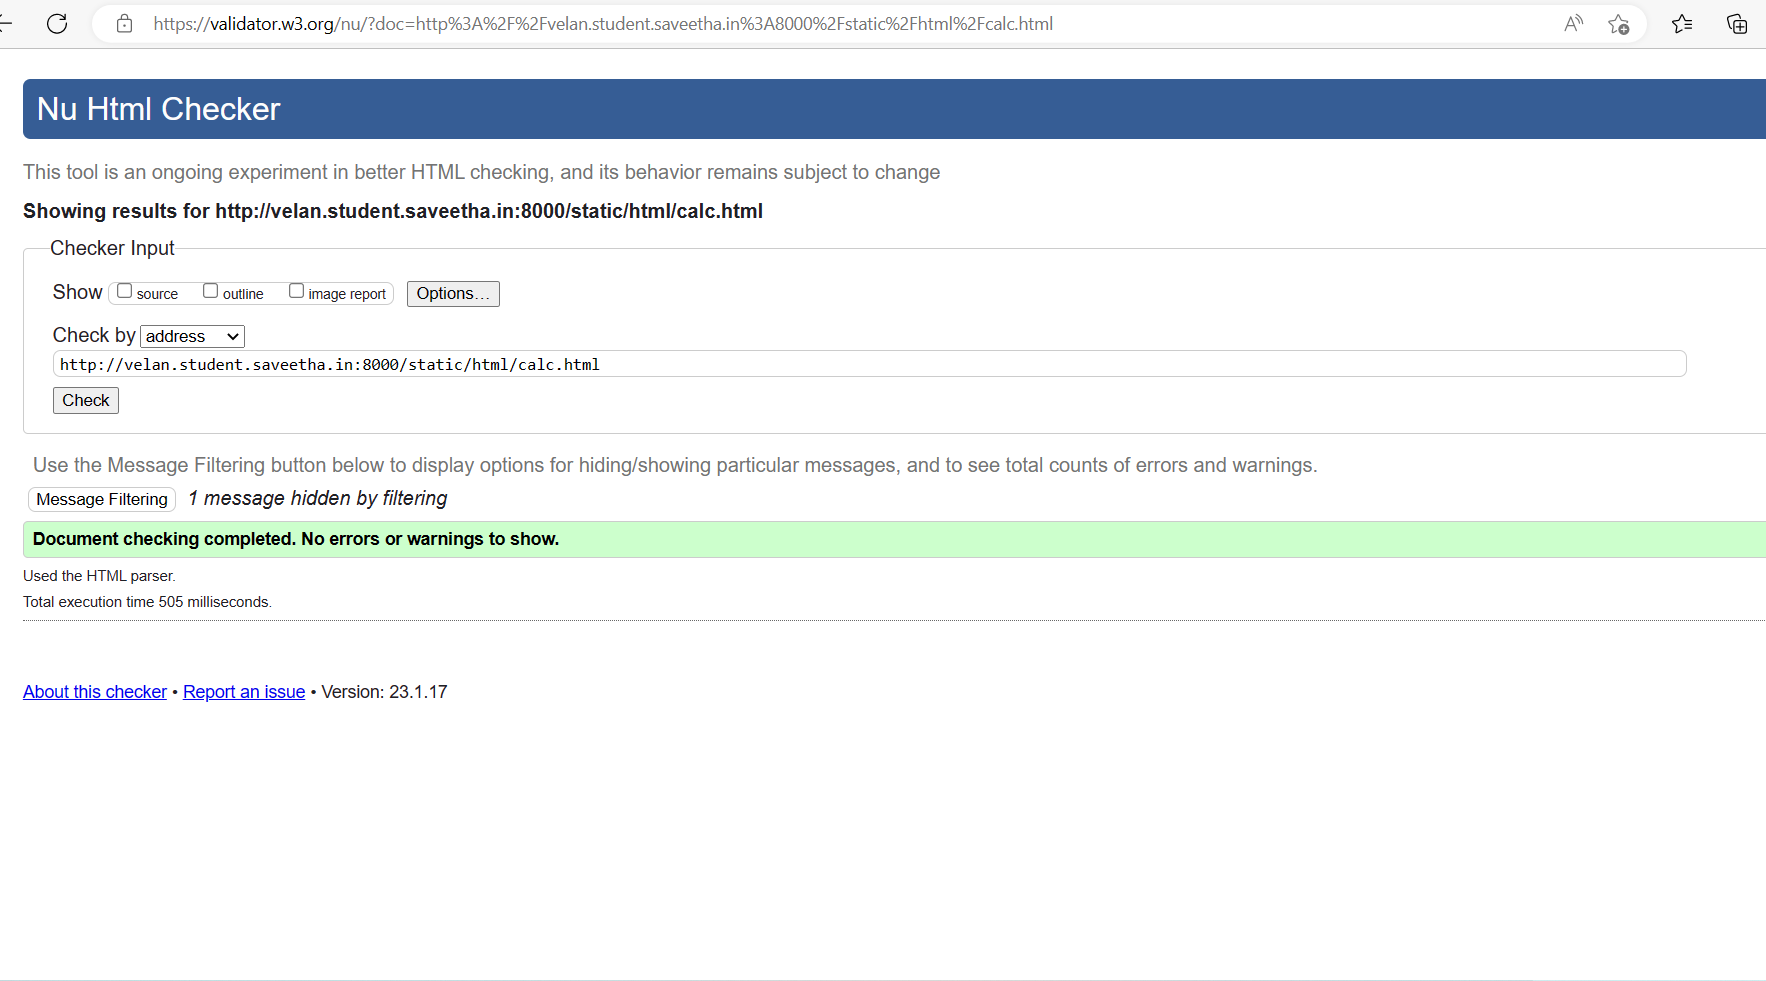 https://validator.w3.org/nu/?doc=http%3A%2F%2Fvelan.student.saveetha.in%3A8000%2Fstatic%2Fhtml%2Fcalc.html
Nu Html Checker
This tool is an ongoing experiment in better HTML checking, and its behavior remains subject to change
Showing results for http://velan.student.saveetha.in:8000/static/html/calc.html
Checker Input
Show source outline image report Options...
Check by address
http://velan.student.saveetha.in:8000/static/html/calc.html
Check
Use the Message Filtering button below to display options for hiding/showing particular messages, and to see total counts of errors and warnings.
Message Filtering 1 message hidden by filtering
Document checking completed. No errors or warnings to show.
Used the HTML parser.
Total execution time 505 milliseconds.
About this checker • Report an issue • Version: 23.1.17